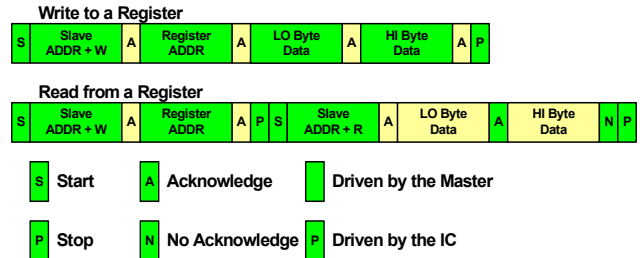 Write to a Register
S Slave ADDR + W A Register ADDR A LO Byte Data A HI Byte Data A P
Read from a Register
S Slave ADDR + W A Register ADDR A P S Slave ADDR + R A LO Byte Data A HI Byte Data N P
S Start A Acknowledge Driven by the Master
P Stop N No Acknowledge P Driven by the IC